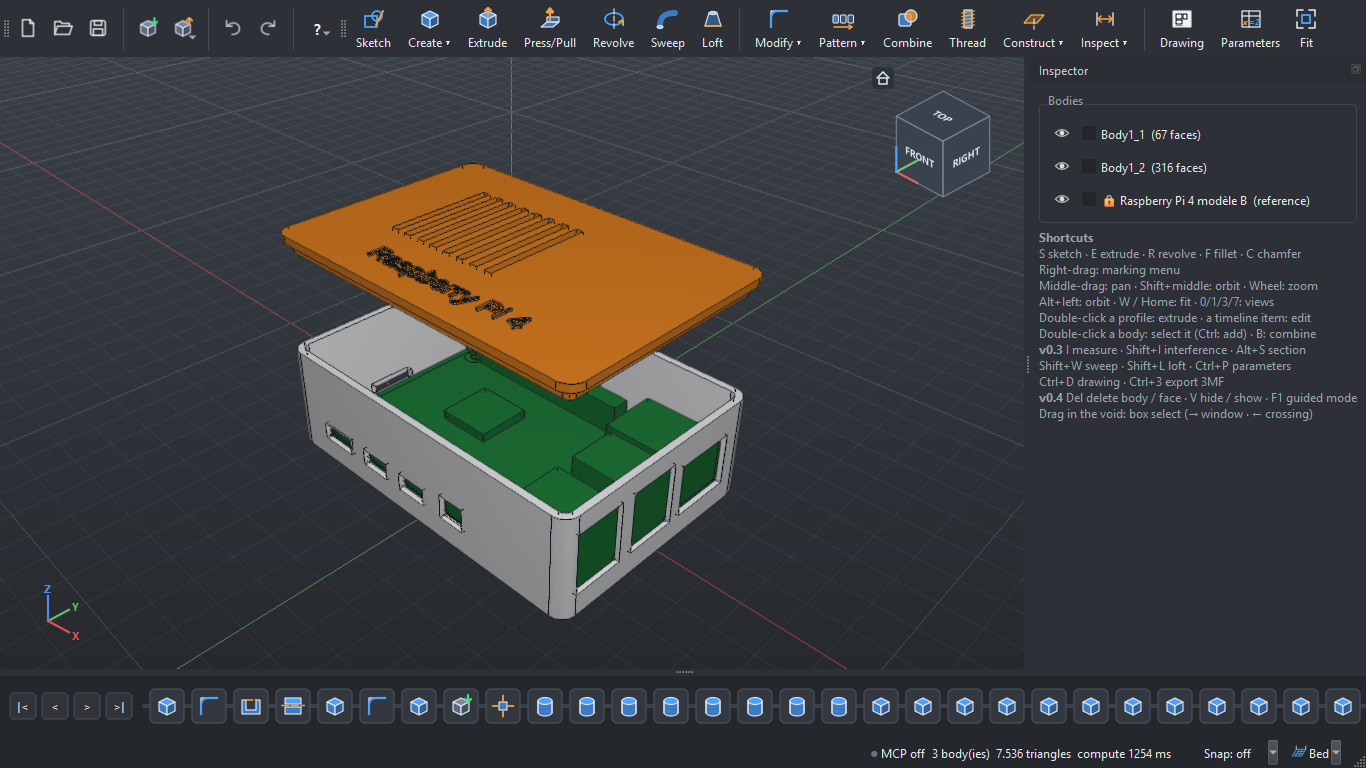 ?
Sketch Create Extrude Press/Pull Revolve Sweep Loft Modify Pattern Combine Thread Construct Inspect Drawing Parameters Fit
Inspector
TOP
FRONT
RIGHT
Bodies
Body1_1 (67 faces)
Body1_2 (316 faces)
Raspberry Pi 4 modèle B (reference)
Shortcuts
S sketch · E extrude · R revolve · F fillet · C chamfer
Right-drag: marking menu
Middle-drag: pan · Shift+middle: orbit · Wheel: zoom
Alt+left: orbit · W / Home: fit · 0/1/3/7: views
Double-click a profile: extrude · a timeline item: edit
Double-click a body: select it (Ctrl: add) · B: combine
v0.3 I measure · Shift+I interference · Alt+S section
Shift+W sweep · Shift+L loft · Ctrl+P parameters
Ctrl+D drawing · Ctrl+3 export 3MF
v0.4 Del delete body / face · V hide / show · F1 guided mode
Drag in the void: box select (→ window · ← crossing)
Raspberry Pi 4
Z
Y
X
|< < > >|
MCP off 3 body(ies) 7.536 triangles compute 1254 ms Snap: off Bed